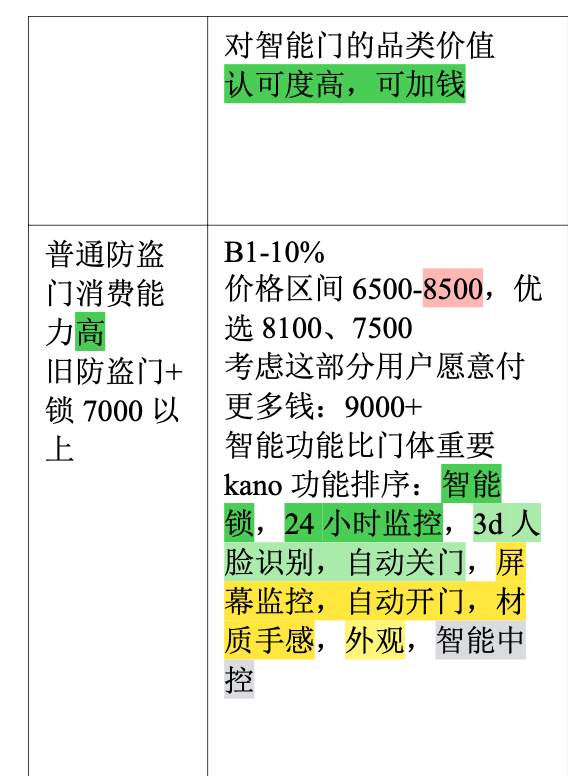 对智能门的品类价值
认可度高，可加钱
普通防盗
门消费能
力高
旧防盗门+
锁 7000 以
上
B1-10%
价格区间 6500-8500，优
选 8100、7500
考虑这部分用户愿意付
更多钱：9000+
智能功能比门体重要
kano 功能排序：智能
锁，24 小时监控，3d 人
脸识别，自动关门，屏
幕监控，自动开门，材
质手感，外观，智能中
控